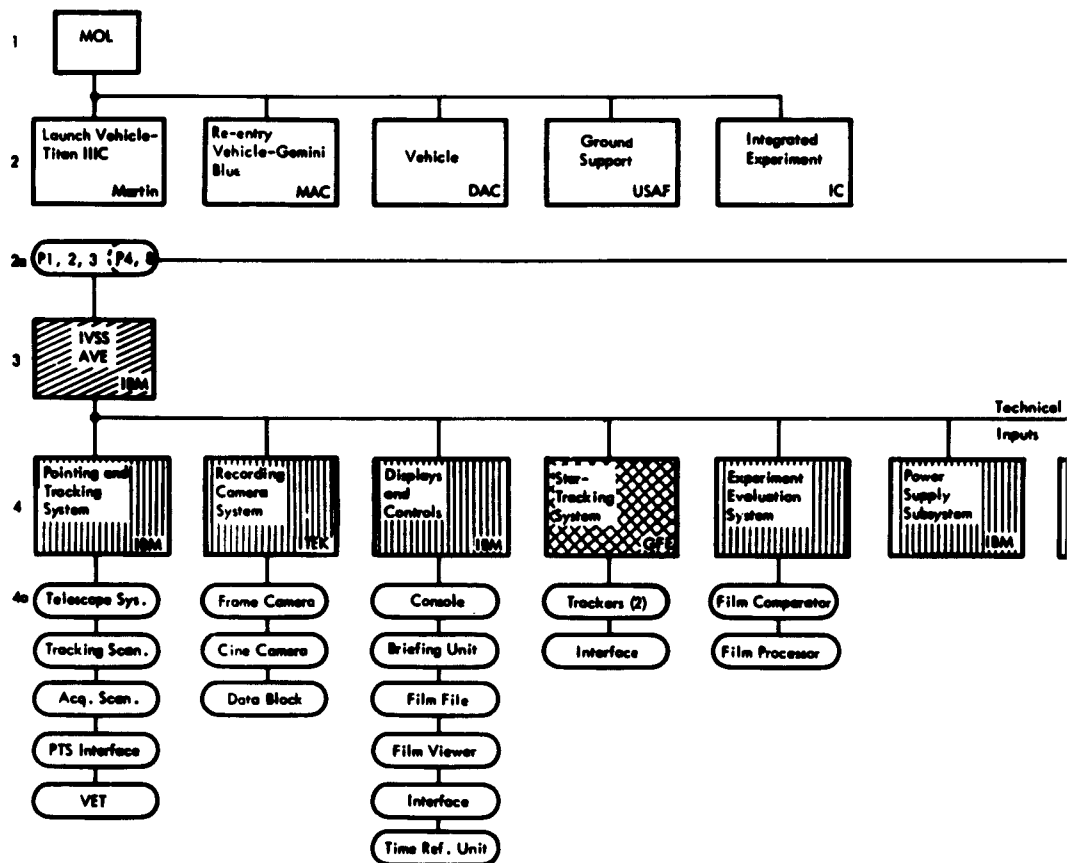 1
MOL
2
Launch Vehicle-
Titan IIIC
Martin
Re-entry
Vehicle-Gemini
Blus
MAC
Vehicle
DAC
Ground
Support
USAF
Integrated
Experiment
IC
2a
P1, 2, 3
P4, 8
3
IVSS
AVE
IBM
Technical
Inputs
4
Pointing and
Tracking
System
IBM
Recording
Camera
System
TEK
Displays
and
Controls
IBM
Star-
Tracking
System
GFE
Experiment
Evaluation
System
Power
Supply
Subsystem
IBM
4a
Telescope Sys.
Frame Camera
Console
Trackers (2)
Film Comparator
Tracking Scan.
Cine Camera
Briefing Unit
Interface
Film Processor
Acq. Scan.
Data Block
Film File
PTS Interface
Film Viewer
VET
Interface
Time Ref. Unit